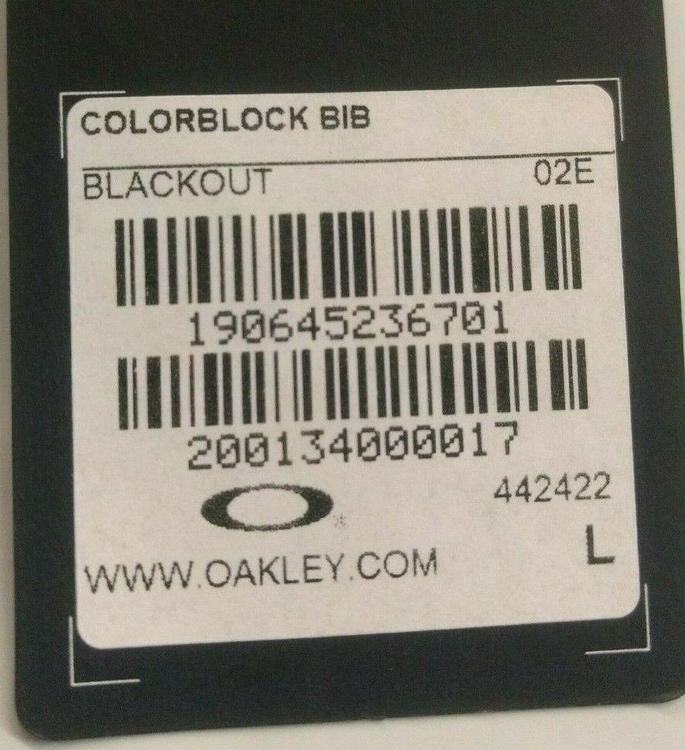 COLORBLOCK BIB
BLACKOUT 02E
190645236701
200134000017
442422
L
WWW.OAKLEY.COM